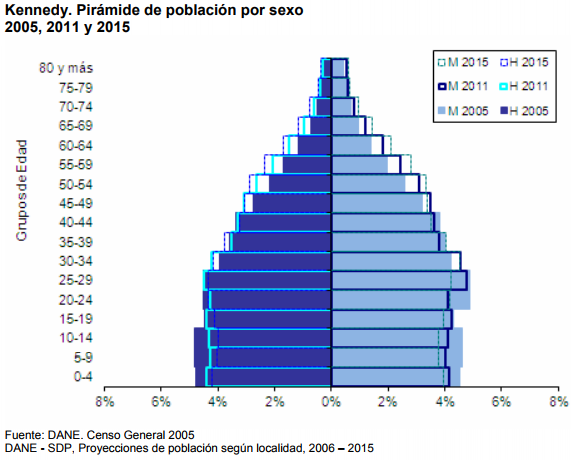 Kennedy. Pirámide de población por sexo
2005, 2011 y 2015
M 2015 H 2015
M 2011 H 2011
M 2005 H 2005
Grupos de Edad
80 y más
75-79
70-74
65-69
60-64
55-59
50-54
45-49
40-44
35-39
30-34
25-29
20-24
15-19
10-14
5-9
0-4
8% 6% 4% 2% 0% 2% 4% 6% 8%
Fuente: DANE. Censo General 2005
DANE - SDP, Proyecciones de población según localidad, 2006 – 2015